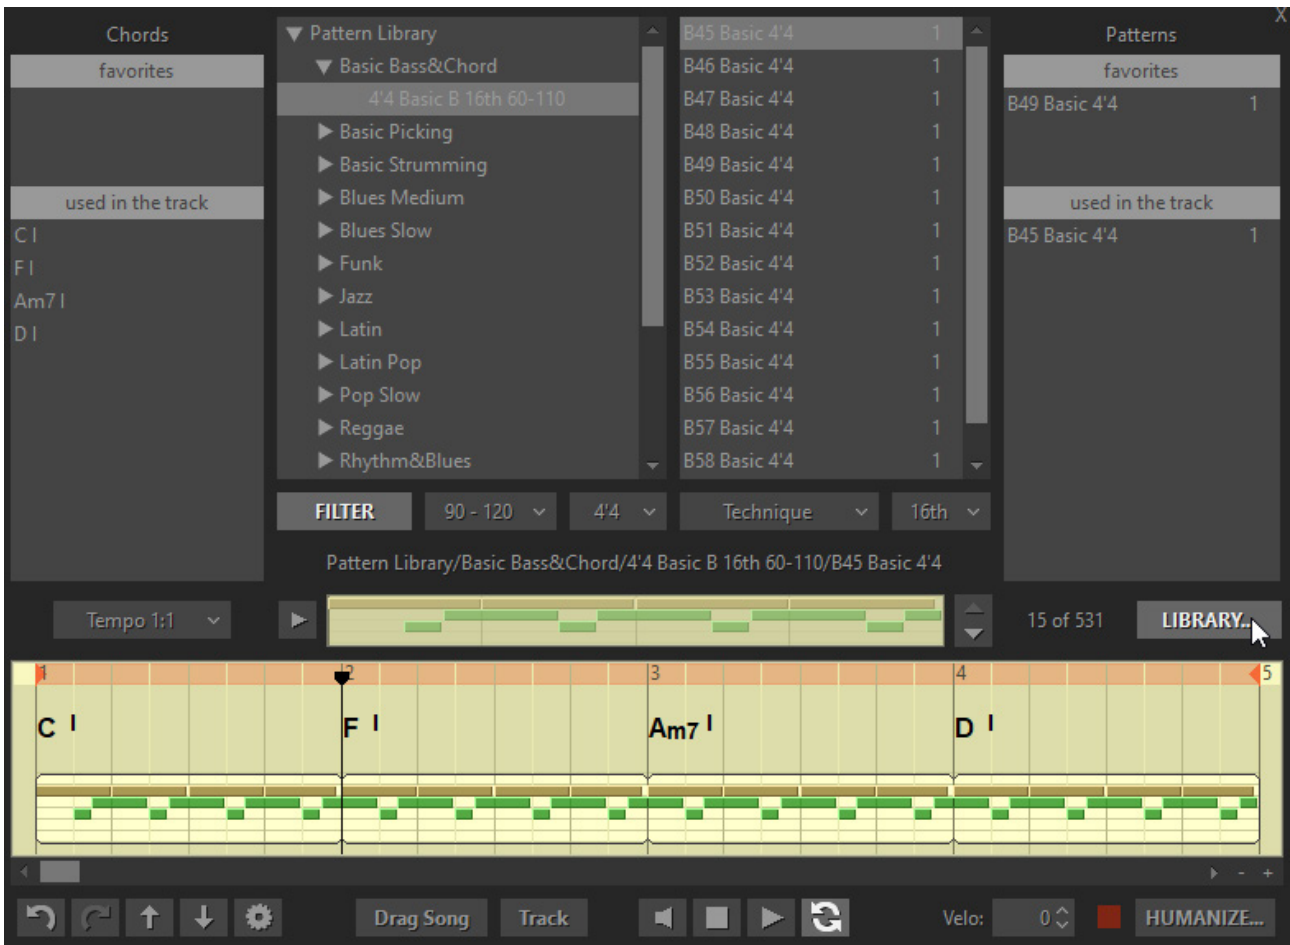 X
Chords
favorites
used in the track
C I
F I
Am7 I
D I
Pattern Library
Basic Bass&Chord
4'4 Basic B 16th 60-110
Basic Picking
Basic Strumming
Blues Medium
Blues Slow
Funk
Jazz
Latin
Latin Pop
Pop Slow
Reggae
Rhythm&Blues
B45 Basic 4'4 1
B46 Basic 4'4 1
B47 Basic 4'4 1
B48 Basic 4'4 1
B49 Basic 4'4 1
B50 Basic 4'4 1
B51 Basic 4'4 1
B52 Basic 4'4 1
B53 Basic 4'4 1
B54 Basic 4'4 1
B55 Basic 4'4 1
B56 Basic 4'4 1
B57 Basic 4'4 1
B58 Basic 4'4 1
Patterns
favorites
B49 Basic 4'4 1
used in the track
B45 Basic 4'4 1
FILTER 90 - 120 4'4 Technique 16th
Pattern Library/Basic Bass&Chord/4'4 Basic B 16th 60-110/B45 Basic 4'4
Tempo 1:1 15 of 531 LIBRARY...
1 2 3 4 5
C I F I Am7 I D I
- +
Drag Song Track Velo: 0 HUMANIZE...